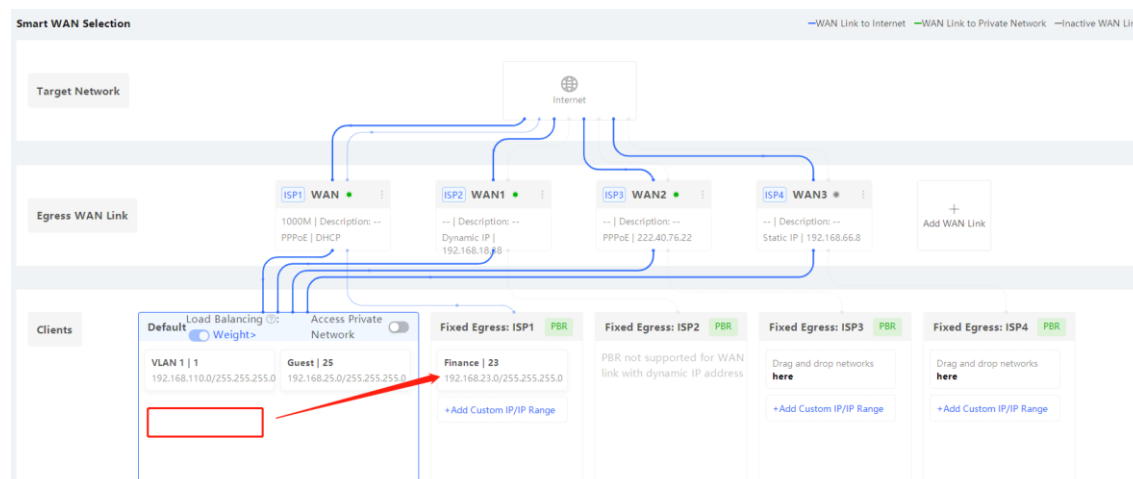 Smart WAN Selection
WAN Link to Internet
WAN Link to Private Network
Inactive WAN
Target Network
Internet
Egress WAN Link
ISP1 WAN
1000M | Description: --
PPPoE | DHCP
ISP2 WAN1
-- | Description: --
Dynamic IP |
ISP3 WAN2
-- | Description: --
PPPoE | 222.40.76.22
ISP4 WAN3
-- | Description: --
Static IP | 192.168.66.8
+
Add WAN Link
Clients
Default
Load Balancing ?:
Weight>
Access Private
Network
VLAN 1 | 1
192.168.110.0/255.255.255.0
Guest | 25
192.168.25.0/255.255.255.0
Fixed Egress: ISP1 PBR
Finance | 23
192.168.23.0/255.255.255.0
+Add Custom IP/IP Range
Fixed Egress: ISP2 PBR
PBR not supported for WAN
link with dynamic IP address
Fixed Egress: ISP3 PBR
Drag and drop networks
here
+Add Custom IP/IP Range
Fixed Egress: ISP4 PBR
Drag and drop networks
here
+Add Custom IP/IP Range